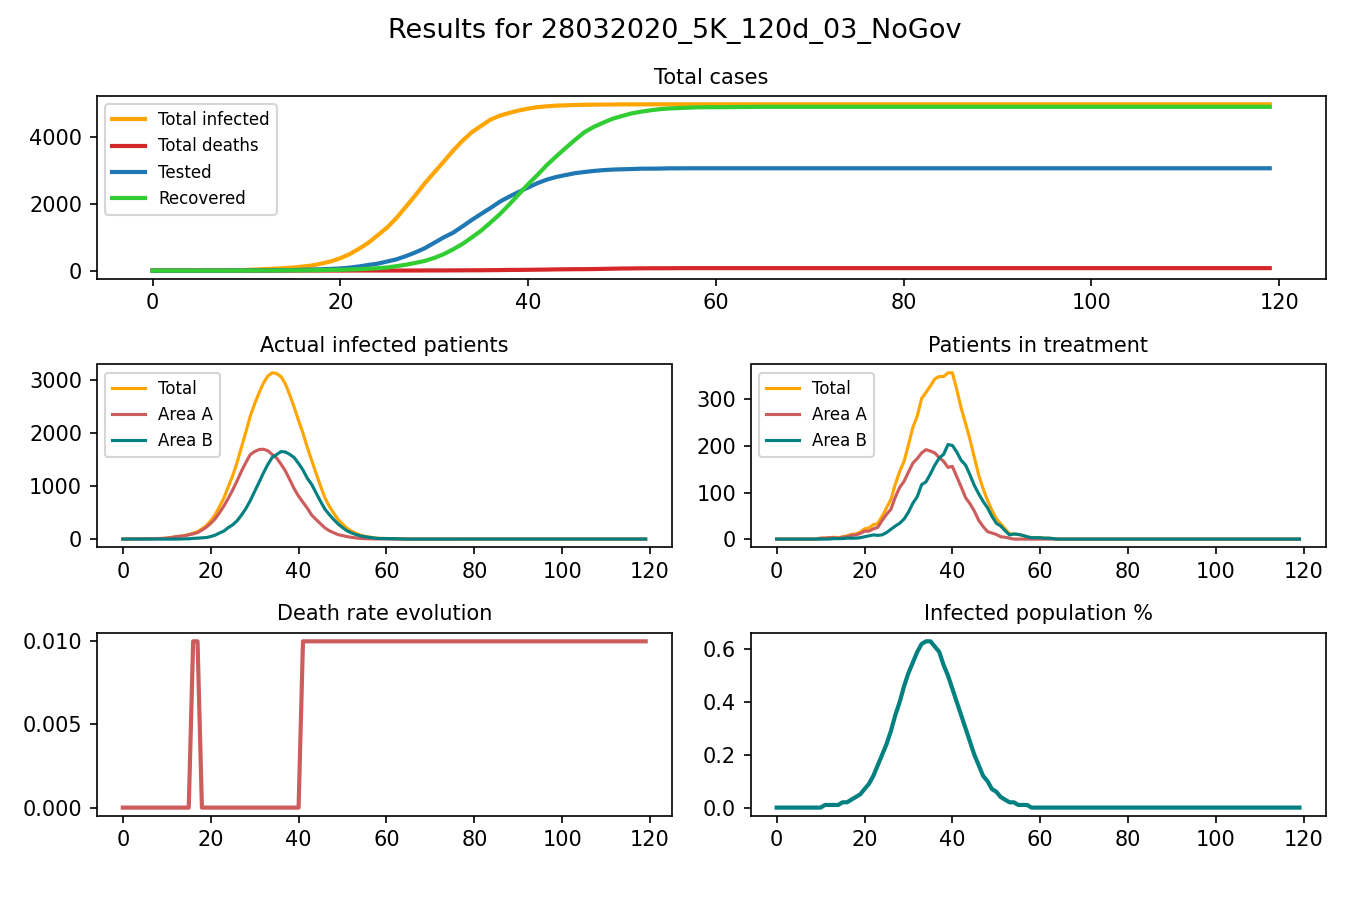 Results for 28032020_5K_120d_03_NoGov
Total cases
Total infected
Total deaths
Tested
Recovered
4000
2000
0
0 20 40 60 80 100 120
Actual infected patients
Total
Area A
Area B
3000
2000
1000
0
0 20 40 60 80 100 120
Patients in treatment
Total
Area A
Area B
300
200
100
0
0 20 40 60 80 100 120
Death rate evolution
0.010
0.005
0.000
0 20 40 60 80 100 120
Infected population %
0.6
0.4
0.2
0.0
0 20 40 60 80 100 120